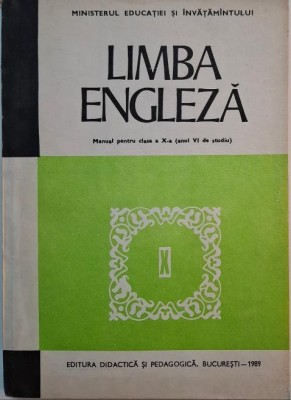 MINISTERUL EDUCAȚIEI ȘI ÎNVĂȚĂMÎNTULUI
LIMBA
ENGLEZĂ
Manual pentru clasa a X-a (anul VI de studiu)
X
EDITURA DIDACTICĂ ȘI PEDAGOGICĂ, BUCUREȘTI—1989